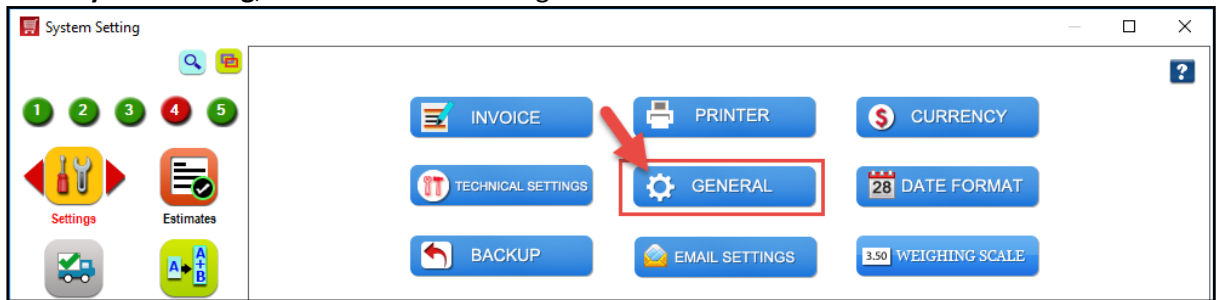 System Setting
?
1 2 3 4 5
INVOICE PRINTER $ CURRENCY
TECHNICAL SETTINGS GENERAL 28 DATE FORMAT
Settings Estimates
BACKUP EMAIL SETTINGS 3.50 WEIGHING SCALE
A A+B